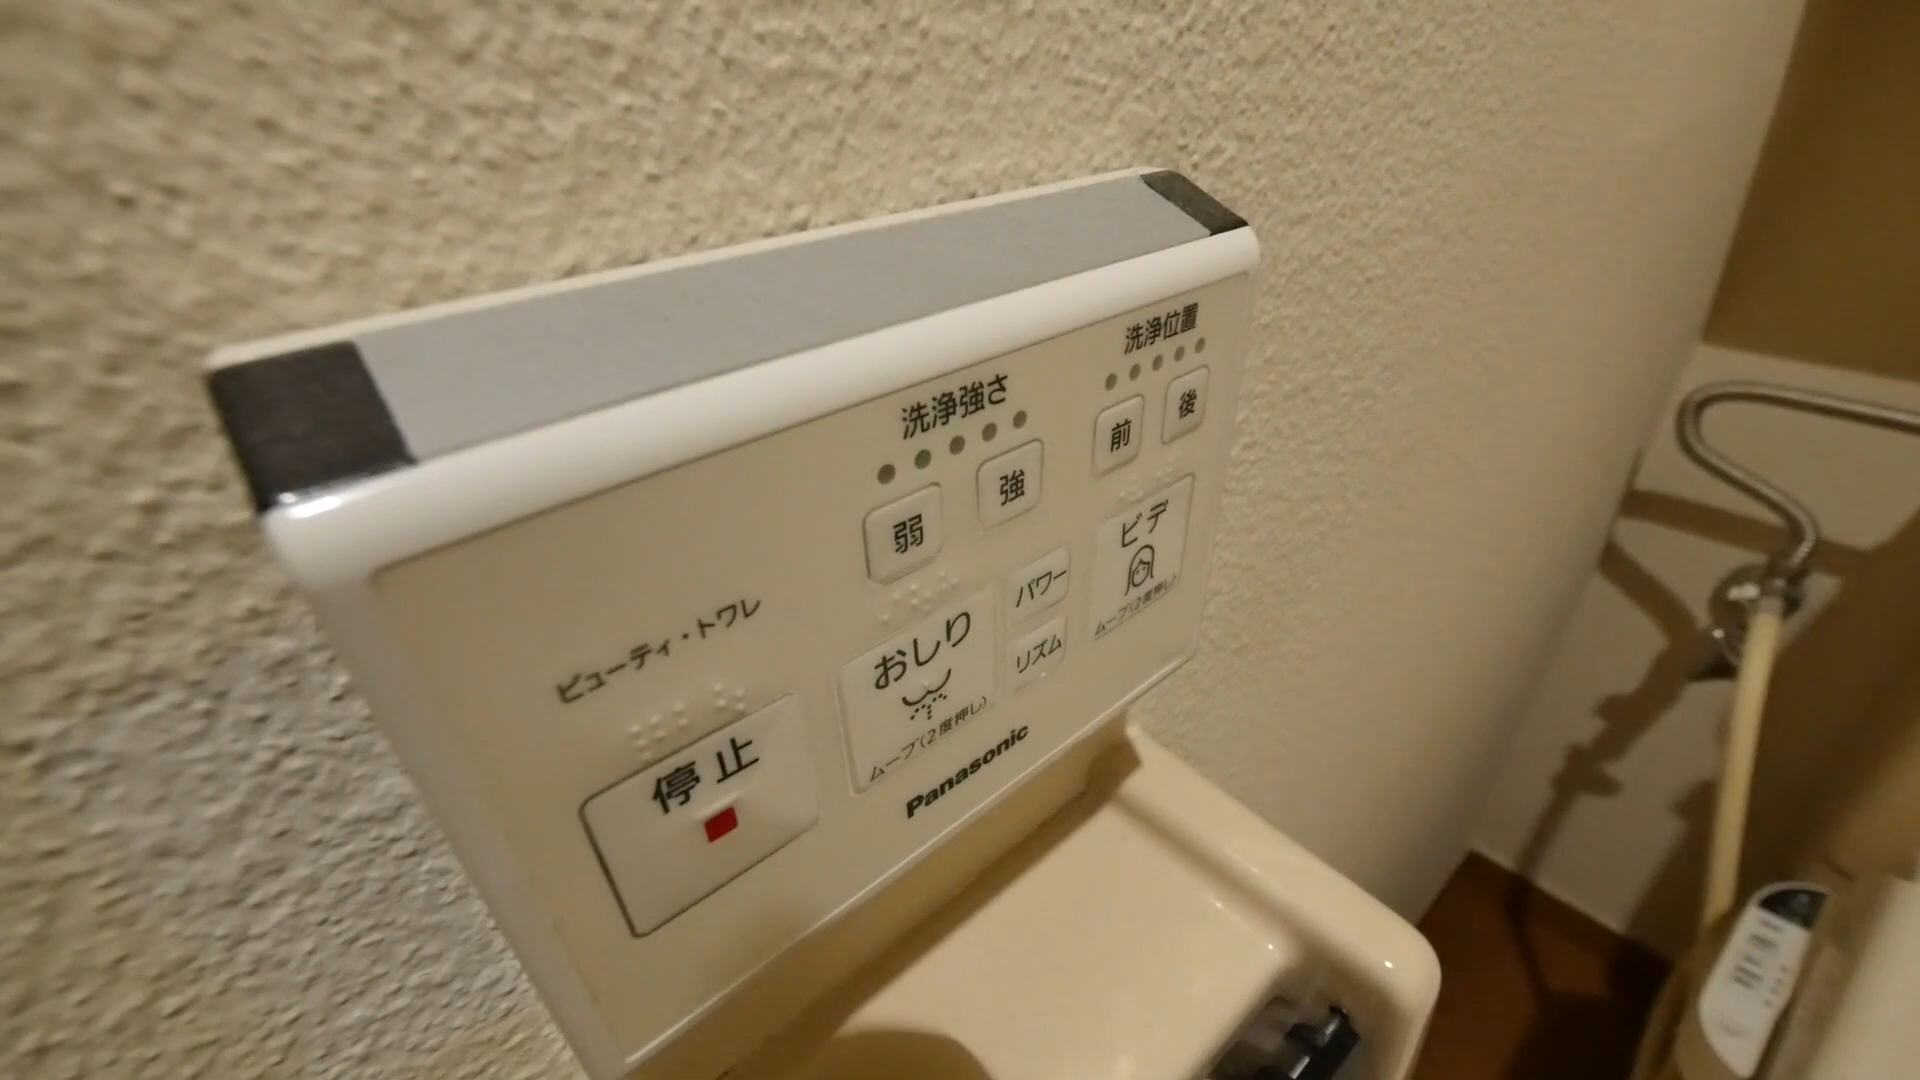 洗浄位置
前 後
洗浄強さ
弱 強
ビューティ・トワレ
停止
おしり
ムーブ(2度押し)
パワー
リズム
ビデ
ムーブ(2度押し)
Panasonic